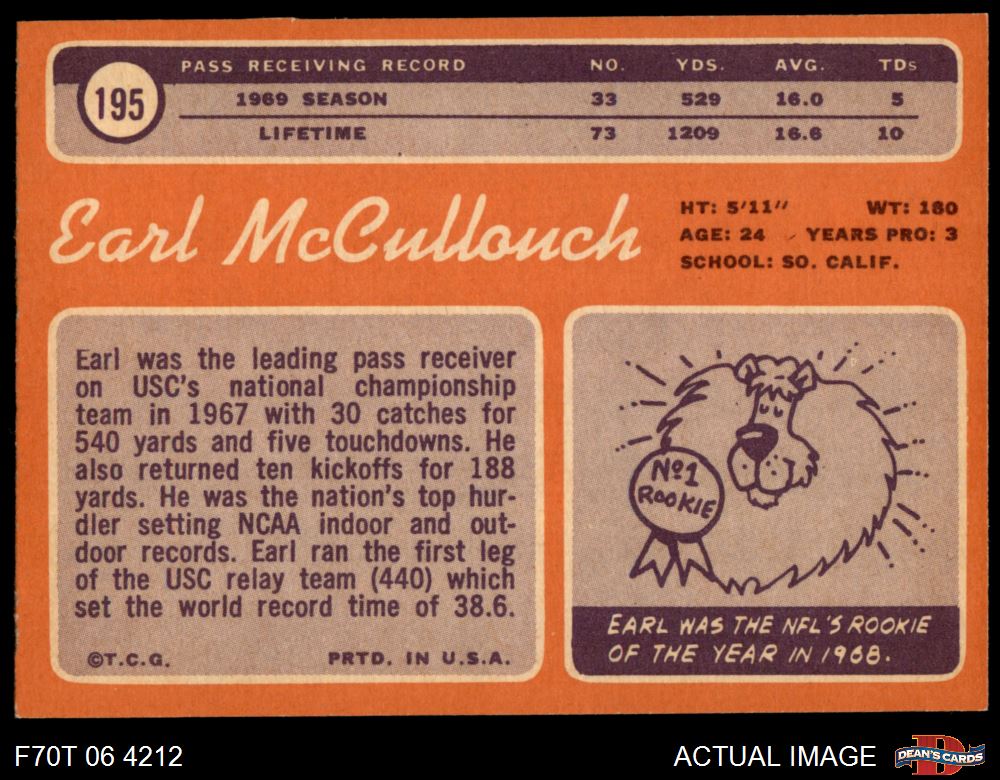 195
PASS RECEIVING RECORD NO. YDS. AVG. TDs
1969 SEASON 33 529 16.0 5
LIFETIME 73 1209 16.6 10
Earl McCullouch
HT: 5'11" WT: 180
AGE: 24 YEARS PRO: 3
SCHOOL: SO. CALIF.
Earl was the leading pass receiver
on USC's national championship
team in 1967 with 30 catches for
540 yards and five touchdowns. He
also returned ten kickoffs for 188
yards. He was the nation's top hur-
dler setting NCAA indoor and out-
door records. Earl ran the first leg
of the USC relay team (440) which
set the world record time of 38.6.
©T.C.G. PRTD. IN U.S.A.
Nº1
ROOKIE
EARL WAS THE NFL'S ROOKIE
OF THE YEAR IN 1968.
F70T 06 4212
ACTUAL IMAGE
DEAN'S CARDS